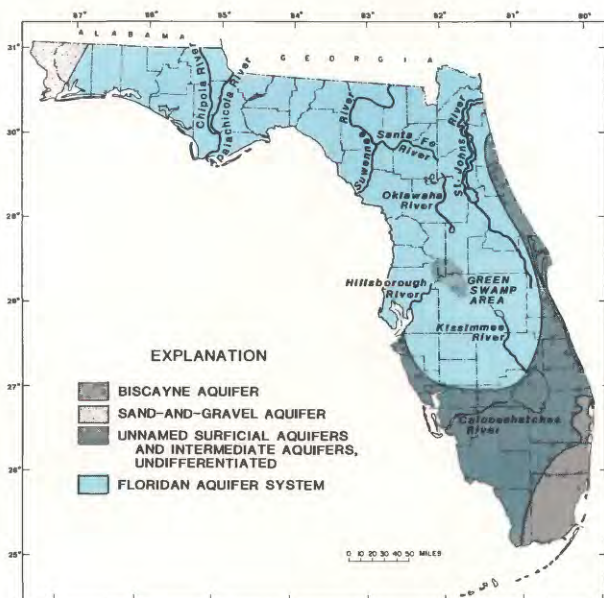 87° 86° 85° 84° 83° 82° 81° 80°
ALABAMA
GEORGIA
31°
30°
29°
28°
27°
26°
25°
Chipola River
Apalachicola River
Suwannee River
Santa Fe
River
St. Johns River
Oklawaha
River
Hillsborough
River
GREEN
SWAMP
AREA
Kissimmee
River
Caloosahatchee
River
EXPLANATION
BISCAYNE AQUIFER
SAND-AND-GRAVEL AQUIFER
UNNAMED SURFICIAL AQUIFERS
AND INTERMEDIATE AQUIFERS,
UNDIFFERENTIATED
FLORIDAN AQUIFER SYSTEM
0 10 20 30 40 50 MILES